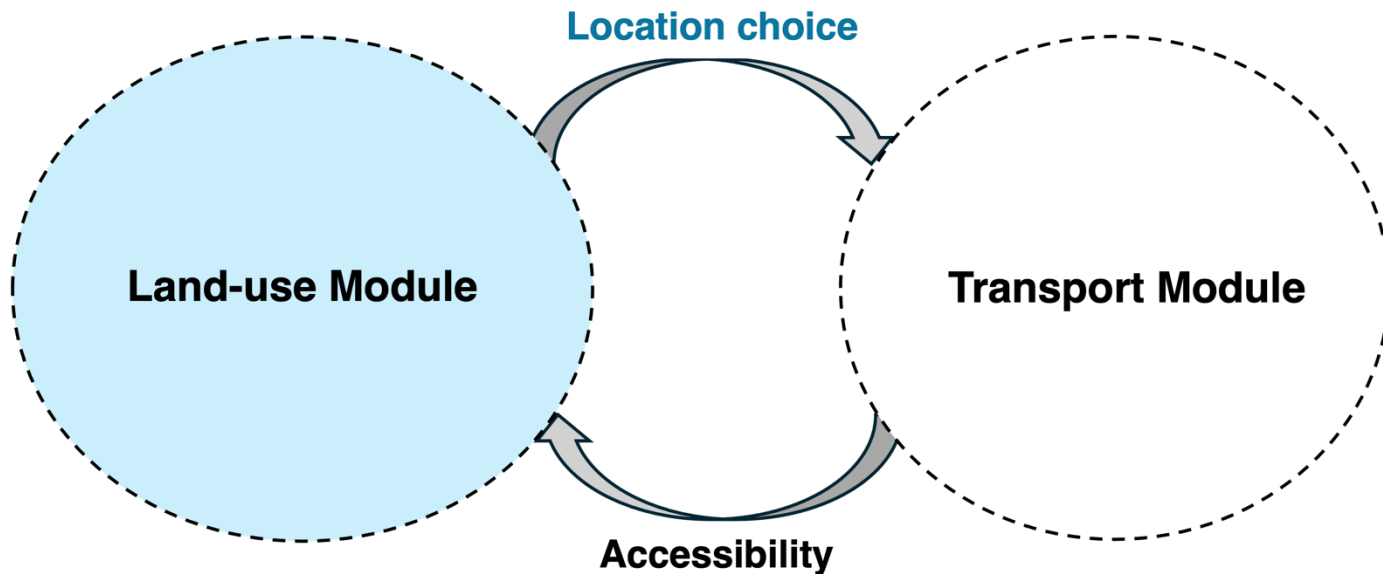 Location choice
Land-use Module
Transport Module
Accessibility